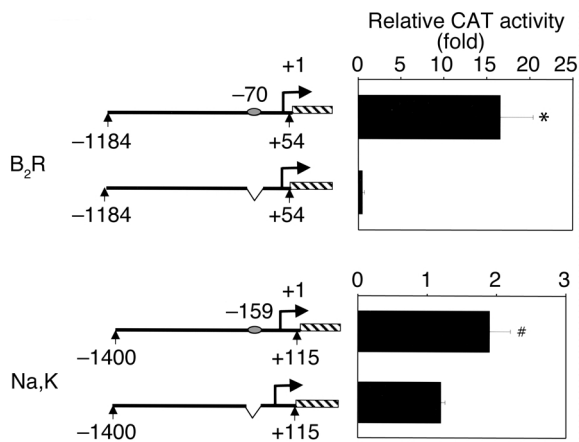 Relative CAT activity
(fold)
0 5 10 15 20 25
+1
−70
*
−1184 +54
B₂R
−1184 +54
0 1 2 3
+1
−159
#
−1400 +115
Na,K
−1400 +115